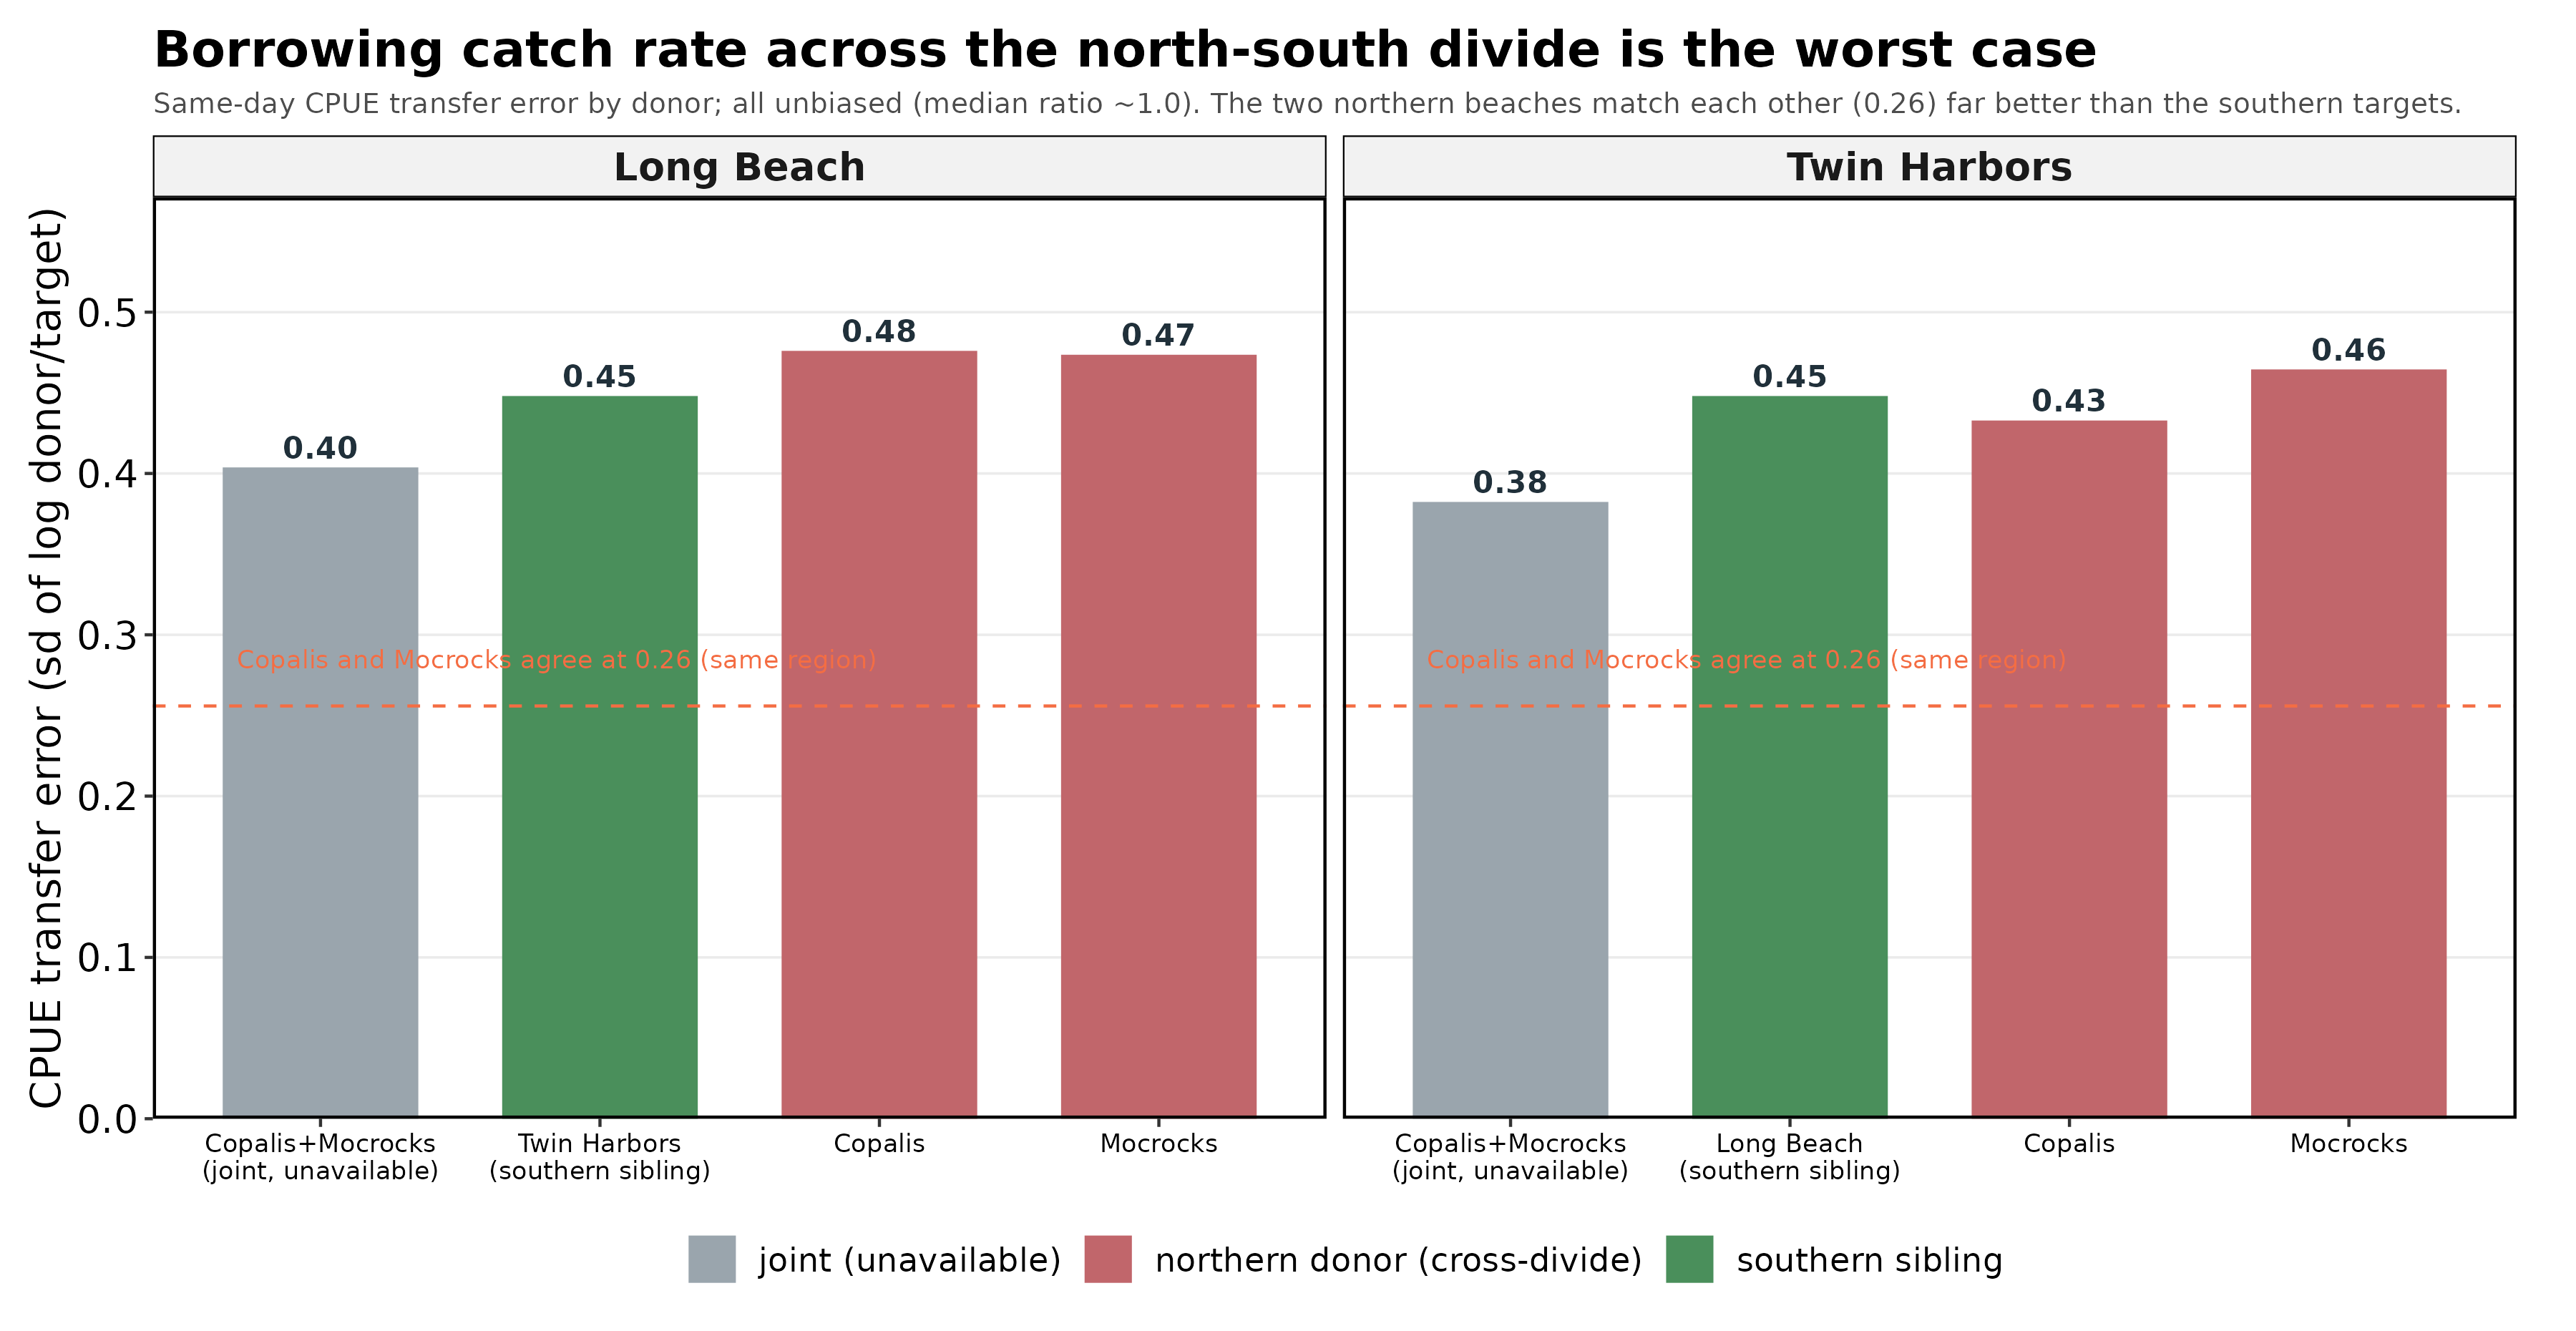 Borrowing catch rate across the north-south divide is the worst case
Same-day CPUE transfer error by donor; all unbiased (median ratio ~1.0). The two northern beaches match each other (0.26) far better than the southern targets.
Long Beach
Twin Harbors
CPUE transfer error (sd of log donor/target)
0.5
0.4
0.3
0.2
0.1
0.0
0.40
0.45
0.48
0.47
Copalis and Mocrocks agree at 0.26 (same region)
0.38
0.45
0.43
0.46
Copalis and Mocrocks agree at 0.26 (same region)
Copalis+Mocrocks
(joint, unavailable)
Twin Harbors
(southern sibling)
Copalis
Mocrocks
Copalis+Mocrocks
(joint, unavailable)
Long Beach
(southern sibling)
Copalis
Mocrocks
joint (unavailable)
northern donor (cross-divide)
southern sibling